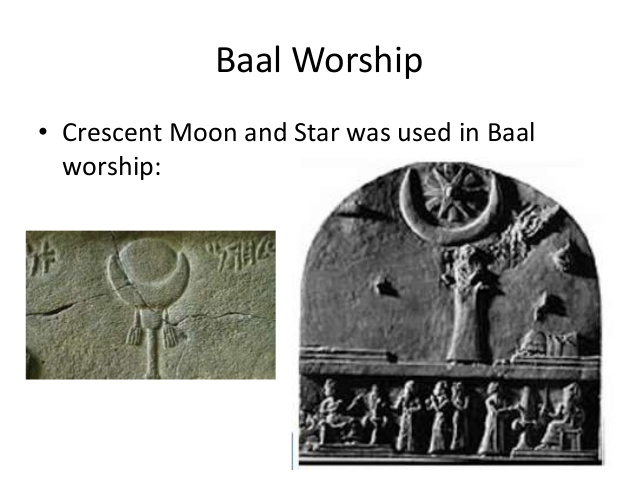 Baal Worship
• Crescent Moon and Star was used in Baal
worship: